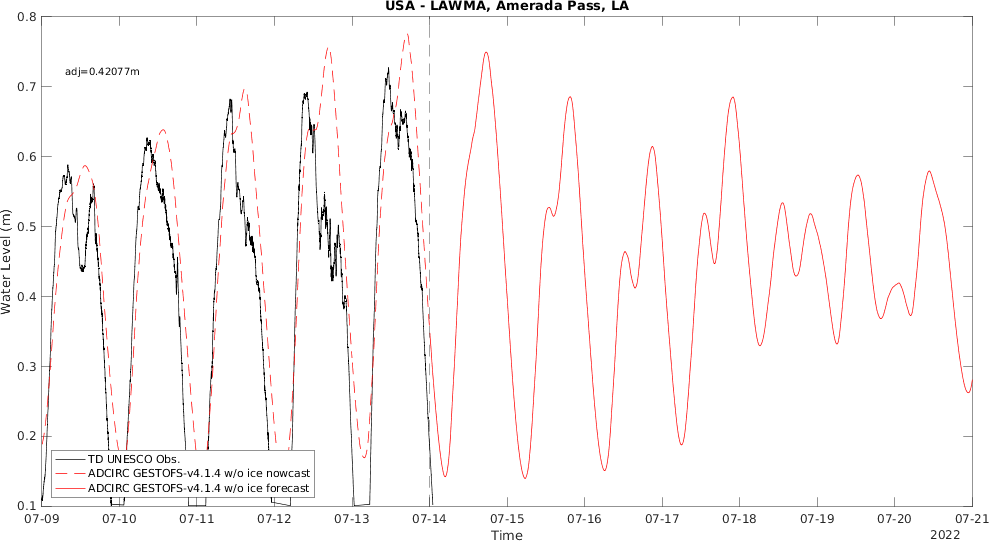 USA - LAWMA, Amerada Pass, LA
adj=0.42077m
Water Level (m)
0.8
0.7
0.6
0.5
0.4
0.3
0.2
0.1
TD UNESCO Obs.
ADCIRC GESTOFS-v4.1.4 w/o ice nowcast
ADCIRC GESTOFS-v4.1.4 w/o ice forecast
07-09 07-10 07-11 07-12 07-13 07-14 07-15 07-16 07-17 07-18 07-19 07-20 07-21
Time
2022